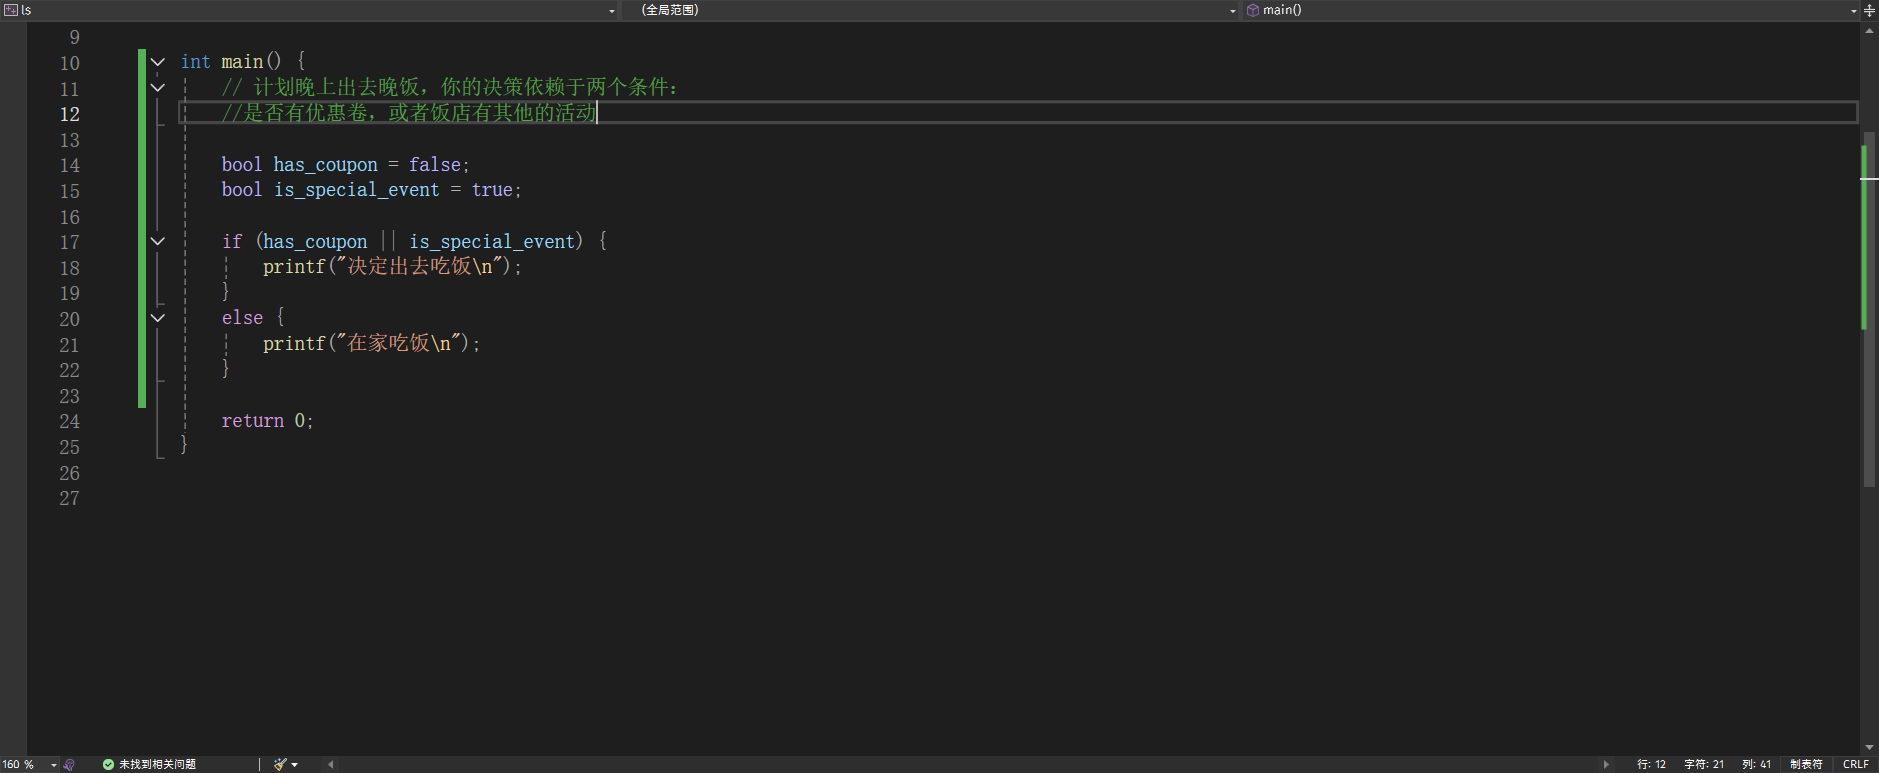 ls (全局范围) main()
9
10 int main() {
11 // 计划晚上出去晚饭，你的决策依赖于两个条件：
12 //是否有优惠卷，或者饭店有其他的活动
13
14 bool has_coupon = false;
15 bool is_special_event = true;
16
17 if (has_coupon || is_special_event) {
18 printf("决定出去吃饭\n");
19 }
20 else {
21 printf("在家吃饭\n");
22 }
23
24 return 0;
25 }
26
27
160 % 未找到相关问题 行: 12 字符: 21 列: 41 制表符 CRLF